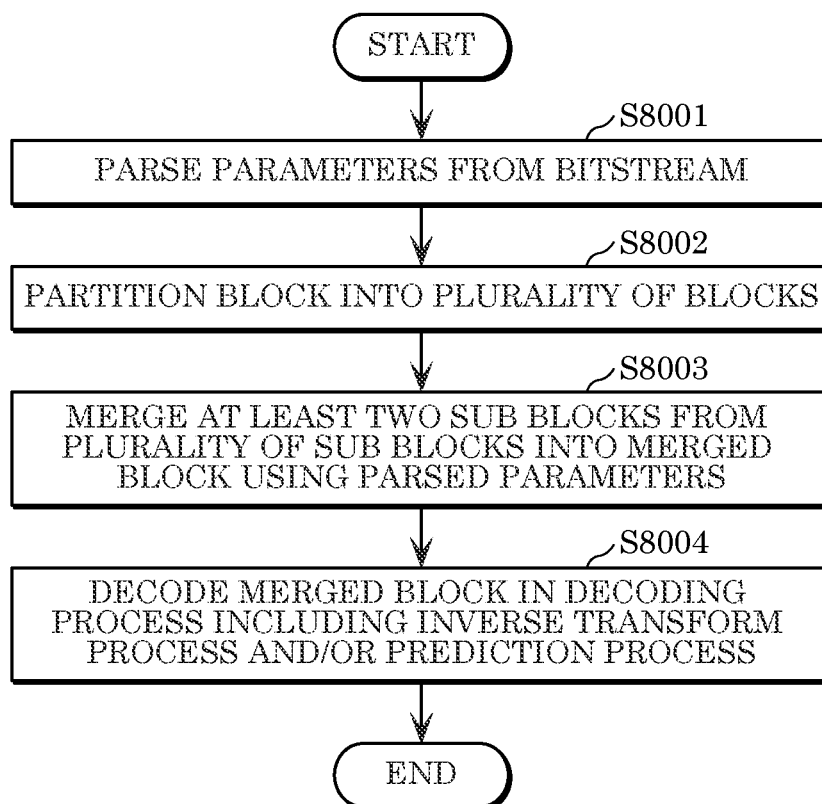 START
S8001
PARSE PARAMETERS FROM BITSTREAM
S8002
PARTITION BLOCK INTO PLURALITY OF BLOCKS
S8003
MERGE AT LEAST TWO SUB BLOCKS FROM
PLURALITY OF SUB BLOCKS INTO MERGED
BLOCK USING PARSED PARAMETERS
S8004
DECODE MERGED BLOCK IN DECODING
PROCESS INCLUDING INVERSE TRANSFORM
PROCESS AND/OR PREDICTION PROCESS
END